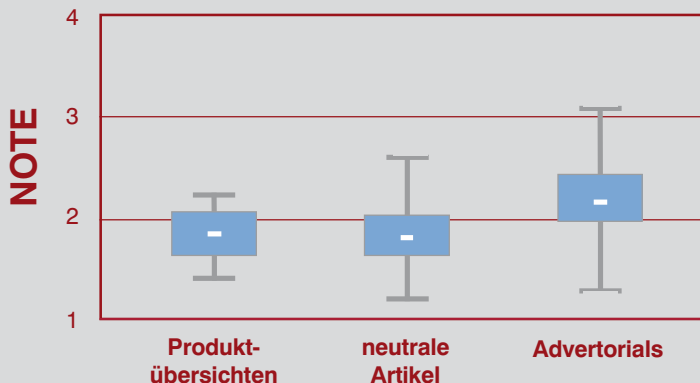 4
3
2
1
NOTE
Produkt-
übersichten
neutrale
Artikel
Advertorials